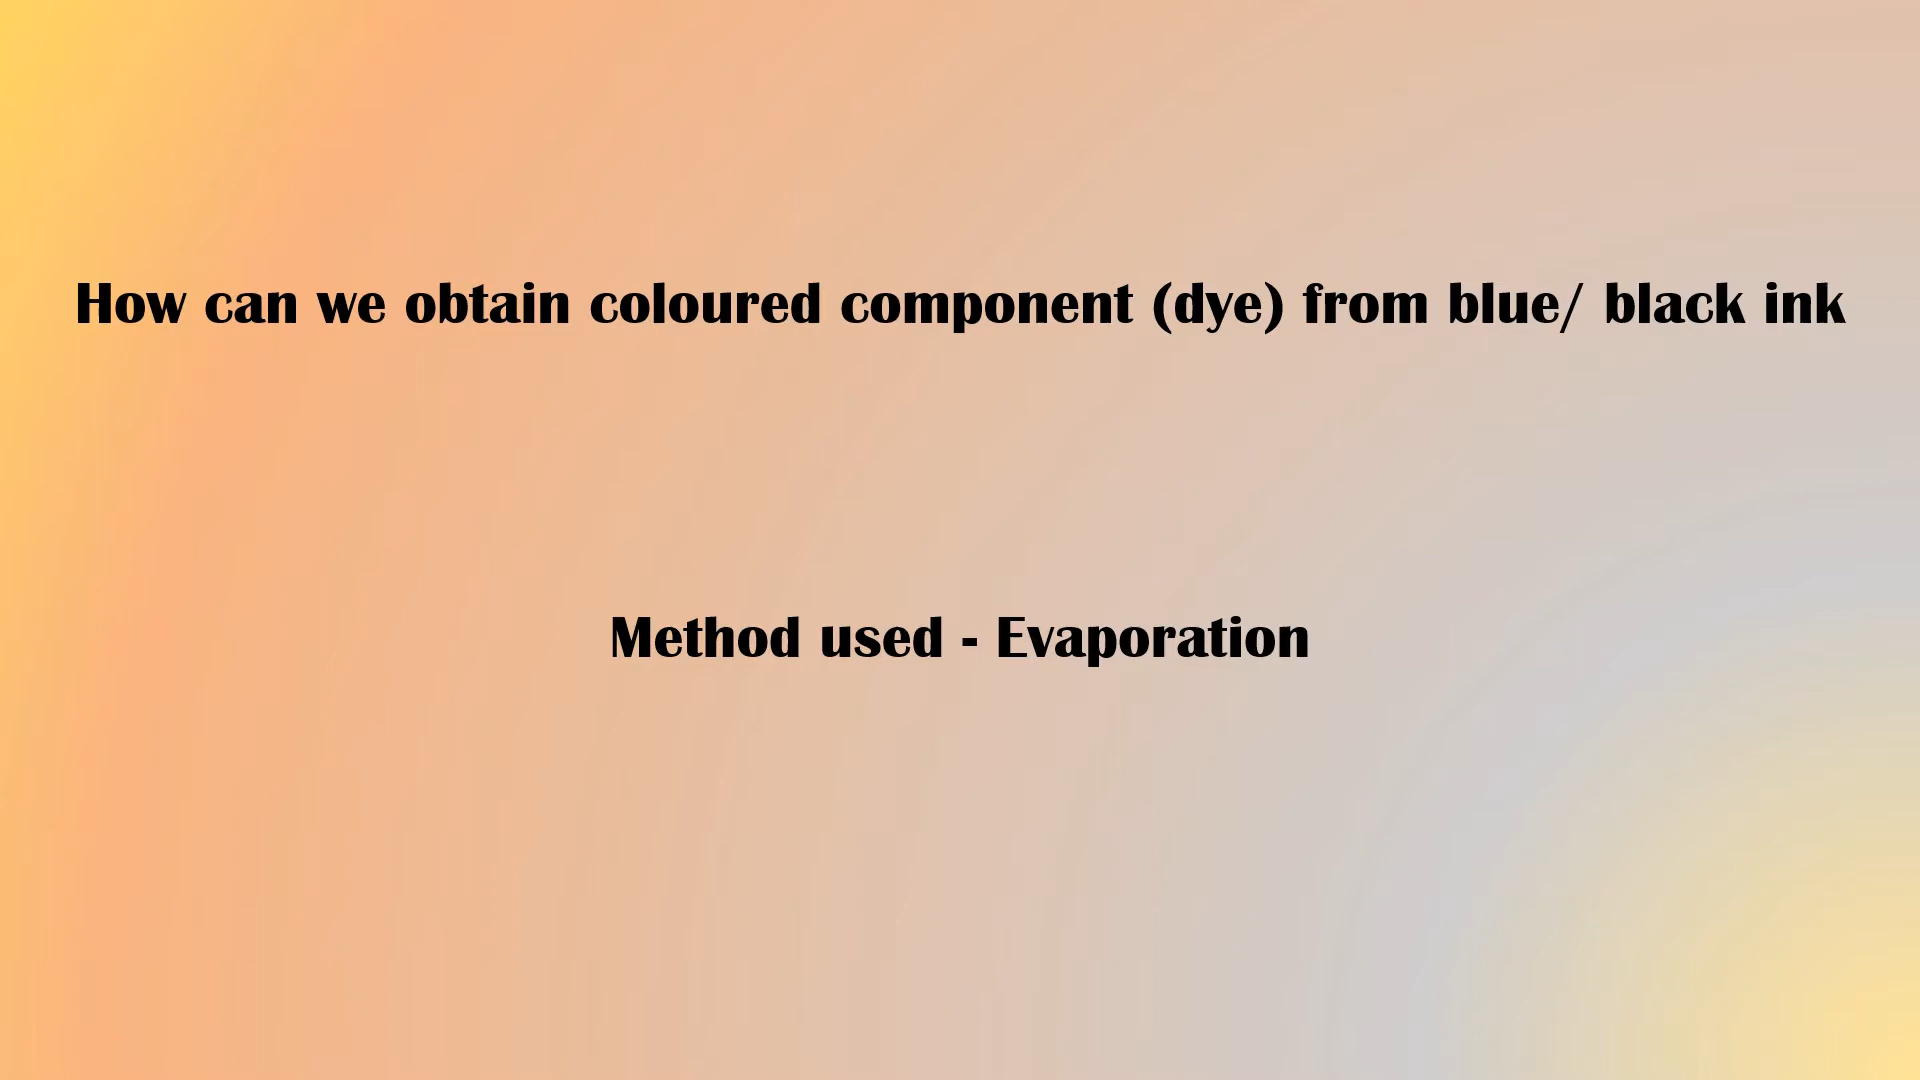 How can we obtain coloured component (dye) from blue/ black ink
Method used - Evaporation